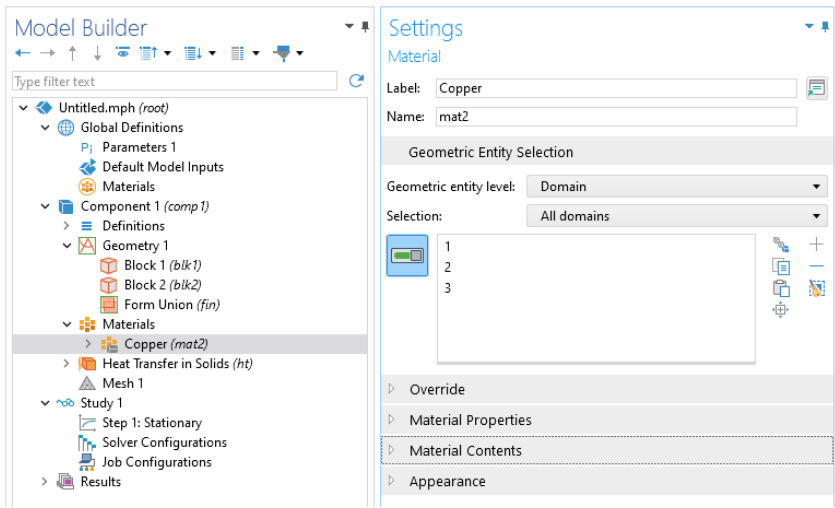 Model Builder
Type filter text
Untitled.mph (root)
Global Definitions
Pi Parameters 1
Default Model Inputs
Materials
Component 1 (comp1)
Definitions
Geometry 1
Block 1 (blk1)
Block 2 (blk2)
Form Union (fin)
Materials
Copper (mat2)
Heat Transfer in Solids (ht)
Mesh 1
Study 1
Step 1: Stationary
Solver Configurations
Job Configurations
Results
Settings
Material
Label: Copper
Name: mat2
Geometric Entity Selection
Geometric entity level: Domain
Selection: All domains
1
2
3
Override
Material Properties
Material Contents
Appearance